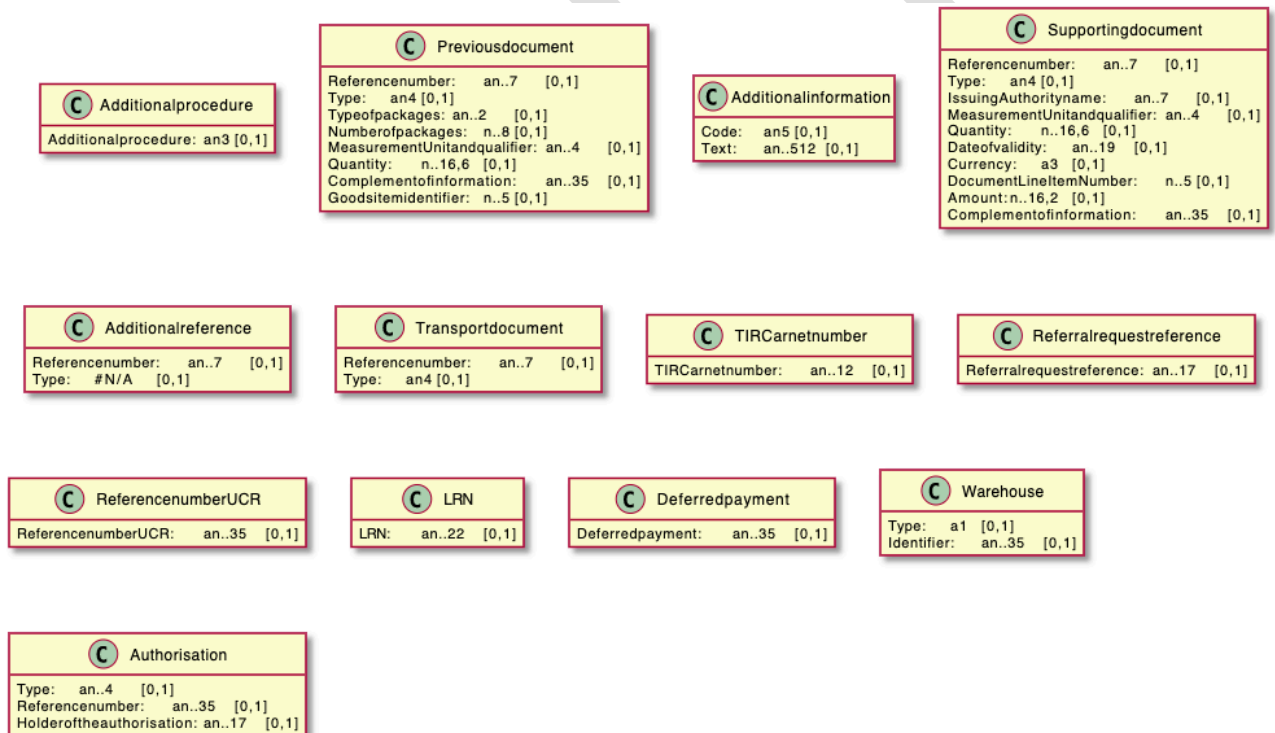 C Additionalprocedure
Additionalprocedure: an3 [0,1]
C Previousdocument
Referencenumber: an..7 [0,1]
Type: an4 [0,1]
Typeofpackages: an..2 [0,1]
Numberofpackages: n..8 [0,1]
MeasurementUnitandqualifier: an..4 [0,1]
Quantity: n..16,6 [0,1]
Complementofinformation: an..35 [0,1]
Goodsitemidentifier: n..5 [0,1]
C Additionalinformation
Code: an5 [0,1]
Text: an..512 [0,1]
C Supportingdocument
Referencenumber: an..7 [0,1]
Type: an4 [0,1]
IssuingAuthorityname: an..7 [0,1]
MeasurementUnitandqualifier: an..4 [0,1]
Quantity: n..16,6 [0,1]
Dateofvalidity: an..19 [0,1]
Currency: a3 [0,1]
DocumentLineItemNumber: n..5 [0,1]
Amount: n..16,2 [0,1]
Complementofinformation: an..35 [0,1]
C Additionalreference
Referencenumber: an..7 [0,1]
Type: #N/A [0,1]
C Transportdocument
Referencenumber: an..7 [0,1]
Type: an4 [0,1]
C TIRCarnetnumber
TIRCarnetnumber: an..12 [0,1]
C Referralrequestreference
Referralrequestreference: an..17 [0,1]
C ReferencenumberUCR
ReferencenumberUCR: an..35 [0,1]
C LRN
LRN: an..22 [0,1]
C Deferredpayment
Deferredpayment: an..35 [0,1]
C Warehouse
Type: a1 [0,1]
Identifier: an..35 [0,1]
C Authorisation
Type: an..4 [0,1]
Referencenumber: an..35 [0,1]
Holderoftheauthorisation: an..17 [0,1]